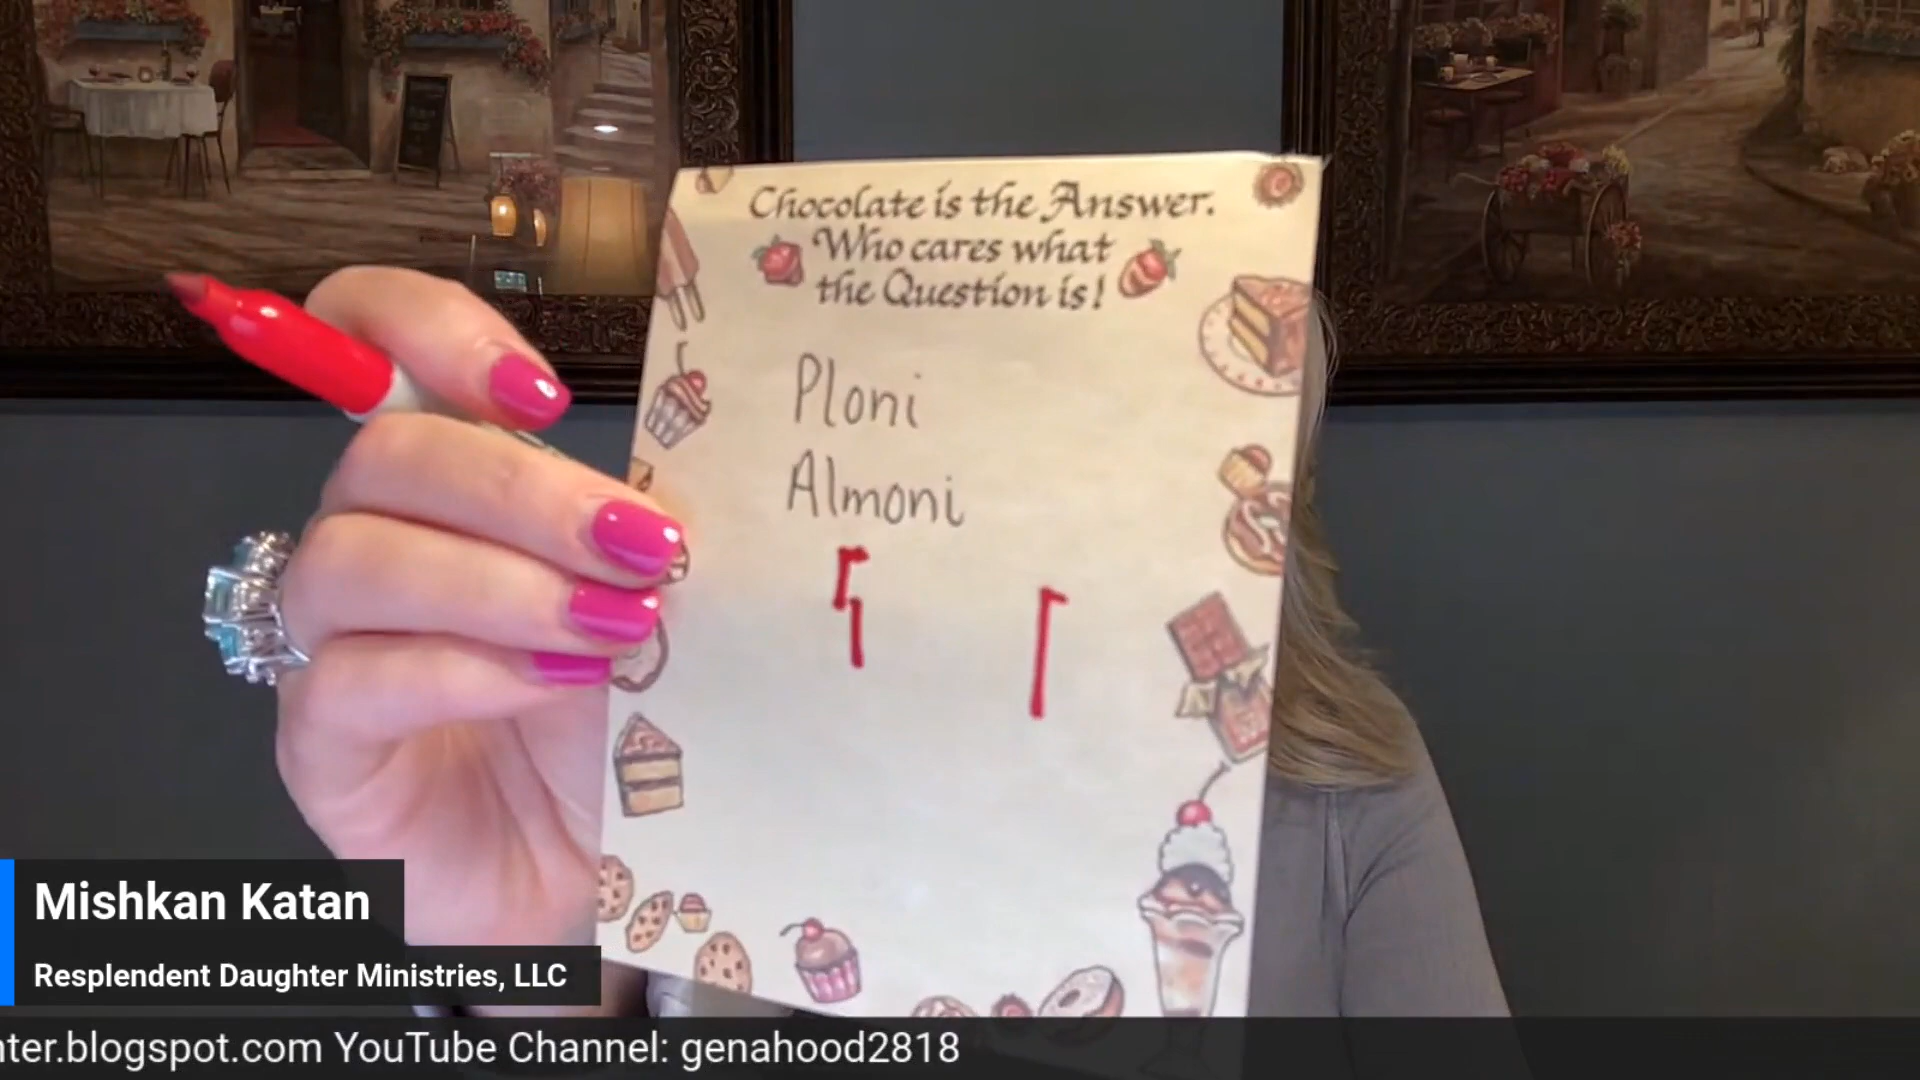 Chocolate is the Answer.
Who cares what
the Question is!
Ploni
Almoni
Mishkan Katan
Resplendent Daughter Ministries, LLC
nter.blogspot.com YouTube Channel: genahood2818